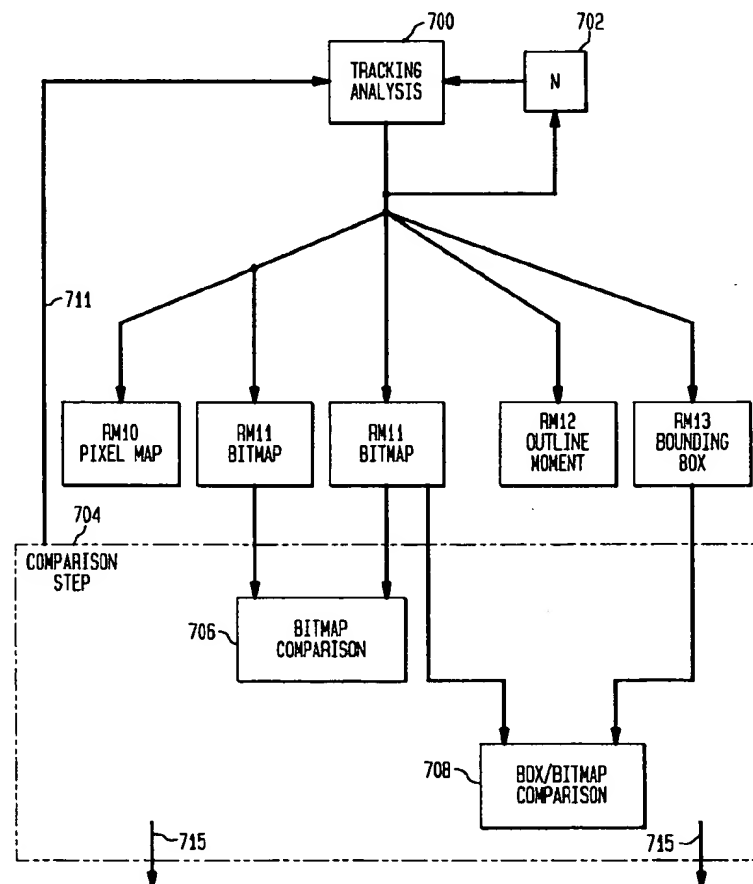 700
702
TRACKING
ANALYSIS
N
711
RM10
PIXEL MAP
RM11
BITMAP
RM11
BITMAP
RM12
OUTLINE
MOMENT
RM13
BOUNDING
BOX
704
COMPARISON
STEP
706
BITMAP
COMPARISON
708
BOX/BITMAP
COMPARISON
715
715